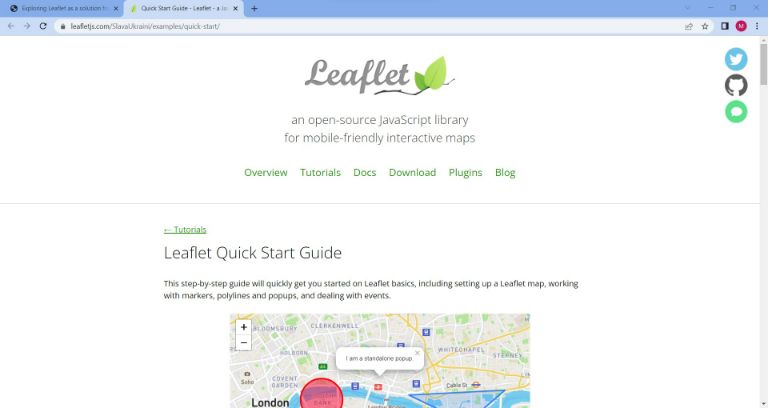 Exploring Leaflet as a solution fo
Quick Start Guide - Leaflet - a Ja
leafletjs.com/SlavaUkraini/examples/quick-start/
M
Leaflet
an open-source JavaScript library
for mobile-friendly interactive maps
Overview Tutorials Docs Download Plugins Blog
← Tutorials
Leaflet Quick Start Guide
This step-by-step guide will quickly get you started on Leaflet basics, including setting up a Leaflet map, working
with markers, polylines and popups, and dealing with events.
+
−
BLOOMSBURY
CLERKENWELL
I am a standalone popup.
×
WHITECHAPEL
STEPNEY
Soho
COVENT
GARDEN
Cable St
London
BANK